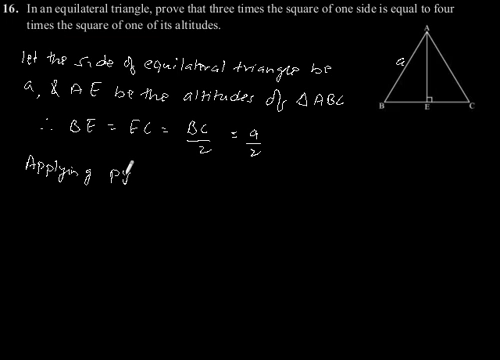 16. In an equilateral triangle, prove that three times the square of one side is equal to four
times the square of one of its altitudes.
A
let the side of equilateral triangle be
a
a, & AE be the altitudes of △ABC
B E C
∴ BE = EC = BC/2 = a/2
Applying py